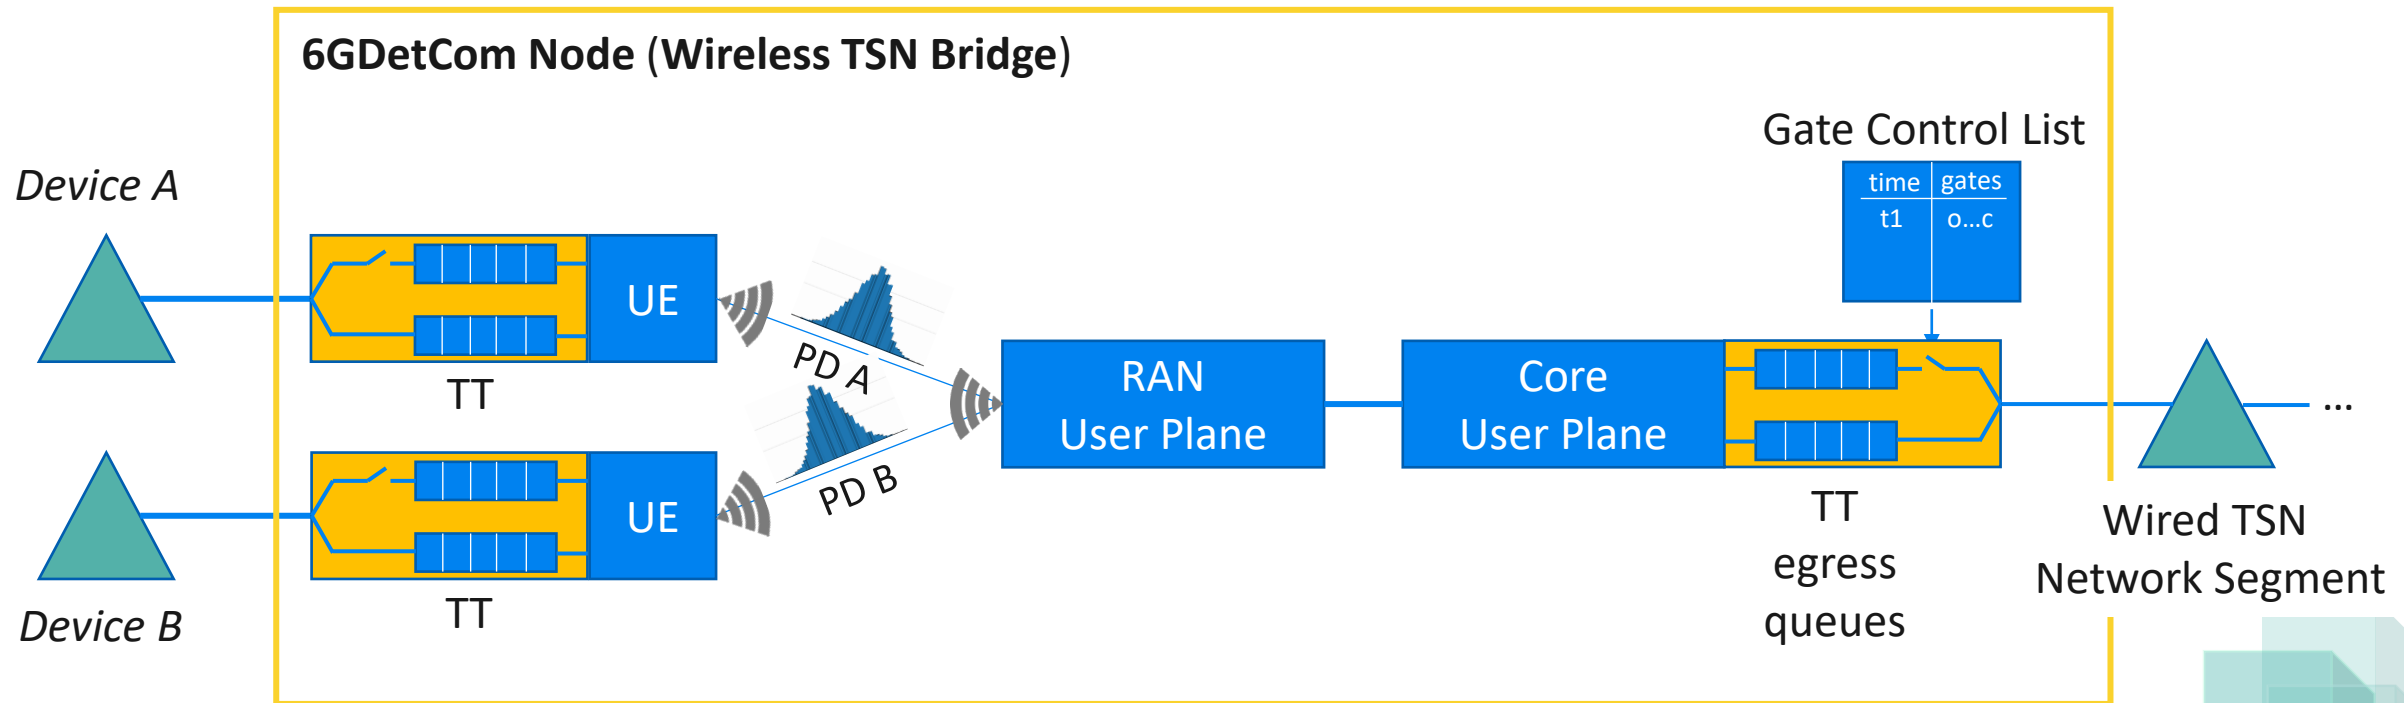 6GDetCom Node (Wireless TSN Bridge)
Gate Control List
time gates
t1 o...c
Device A
UE
TT
PD A
PD B
RAN
User Plane
Core
User Plane
...
Device B
UE
TT
TT
egress
queues
Wired TSN
Network Segment